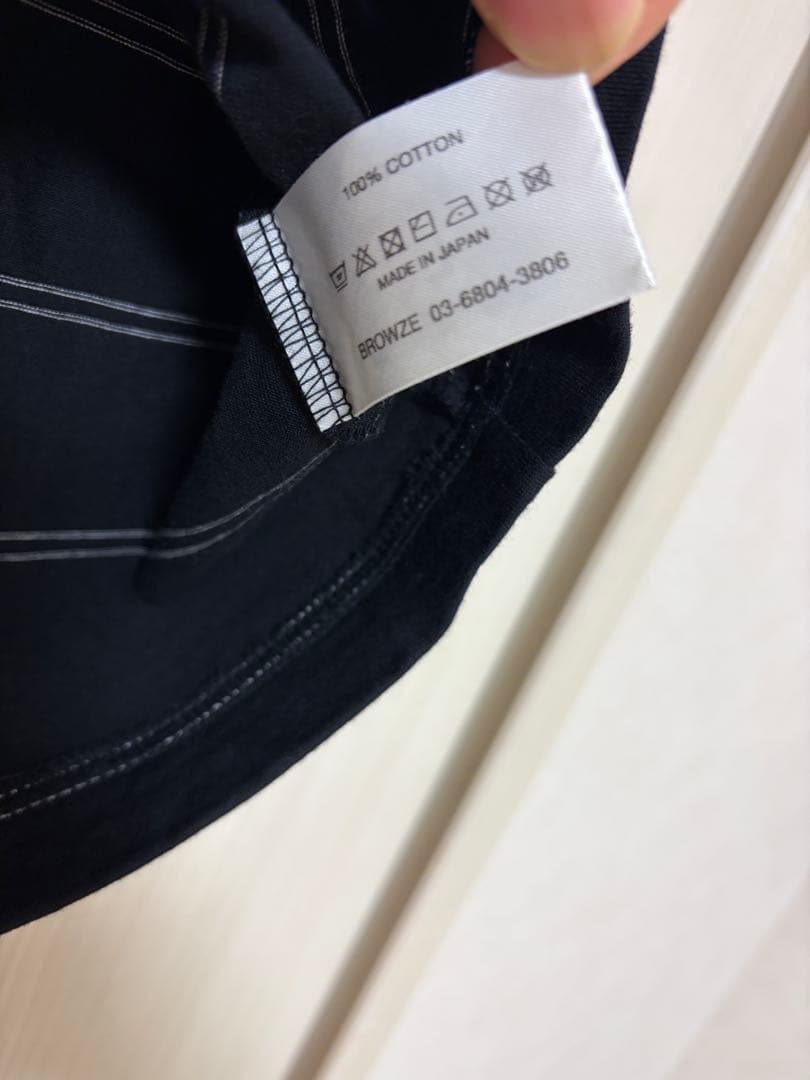 100% COTTON
MADE IN JAPAN
BROWZE 03-6804-3806